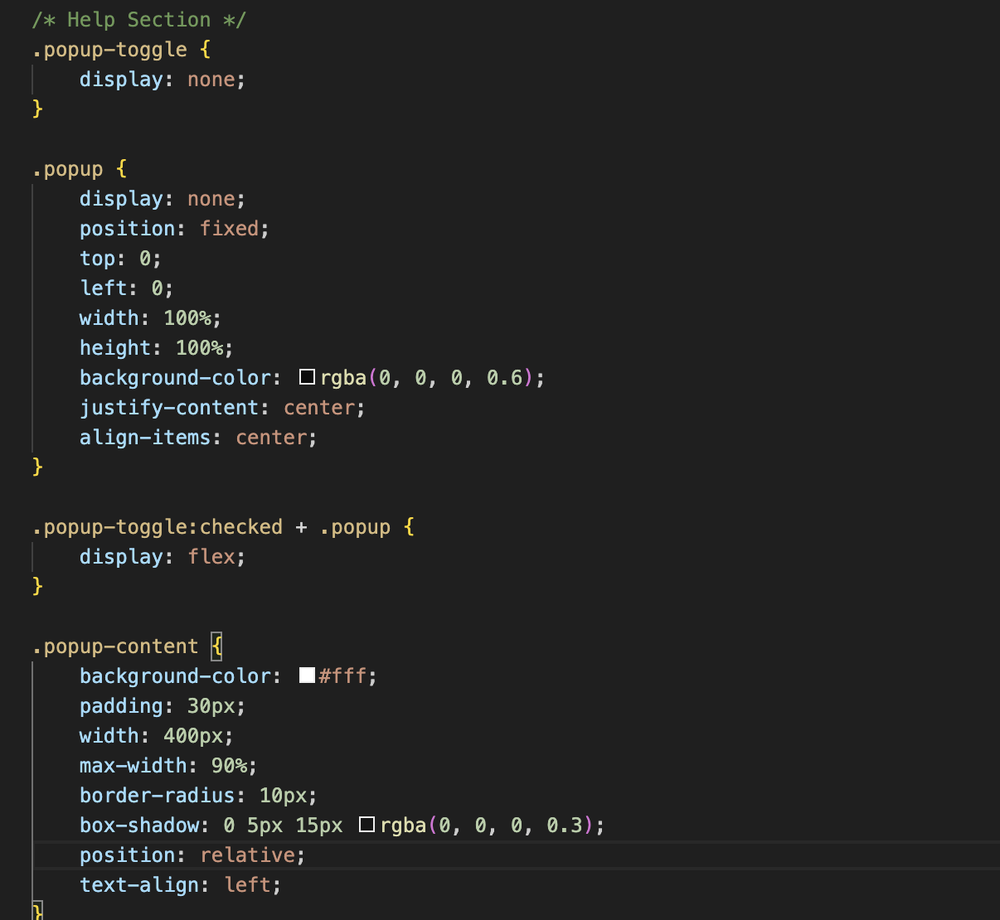 /* Help Section */
.popup-toggle {
    display: none;
}

.popup {
    display: none;
    position: fixed;
    top: 0;
    left: 0;
    width: 100%;
    height: 100%;
    background-color: rgba(0, 0, 0, 0.6);
    justify-content: center;
    align-items: center;
}

.popup-toggle:checked + .popup {
    display: flex;
}

.popup-content {
    background-color: #fff;
    padding: 30px;
    width: 400px;
    max-width: 90%;
    border-radius: 10px;
    box-shadow: 0 5px 15px rgba(0, 0, 0, 0.3);
    position: relative;
    text-align: left;
}